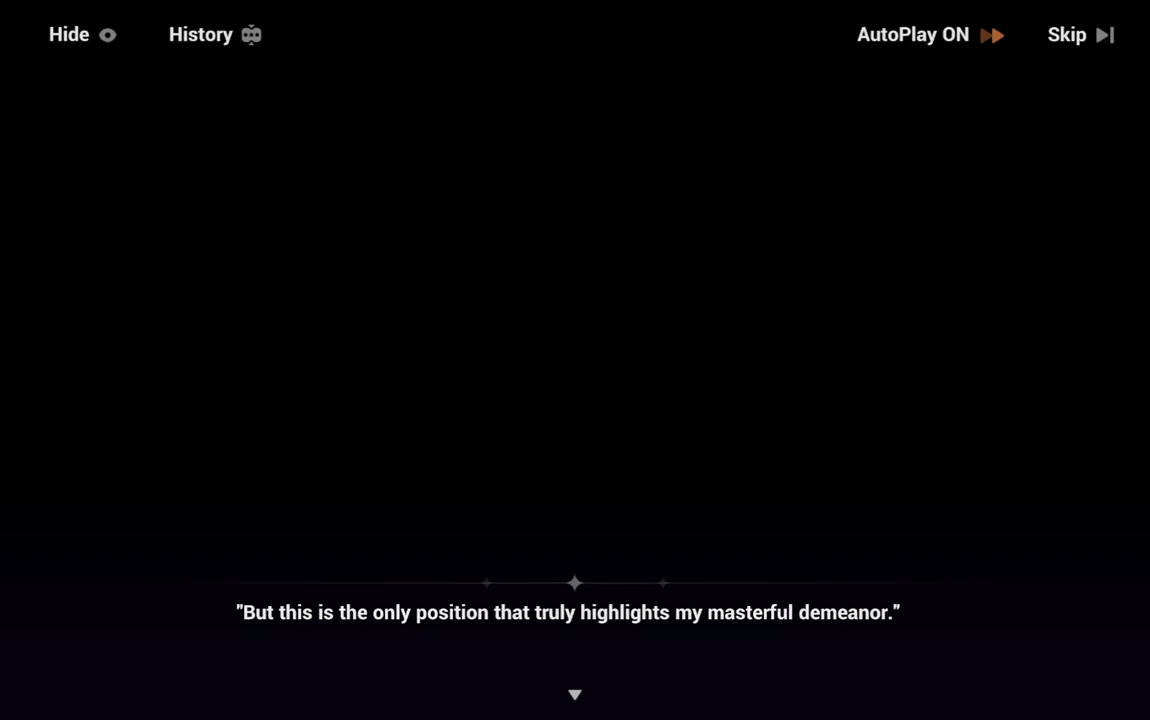 Hide
History
AutoPlay ON
Skip
"But this is the only position that truly highlights my masterful demeanor."